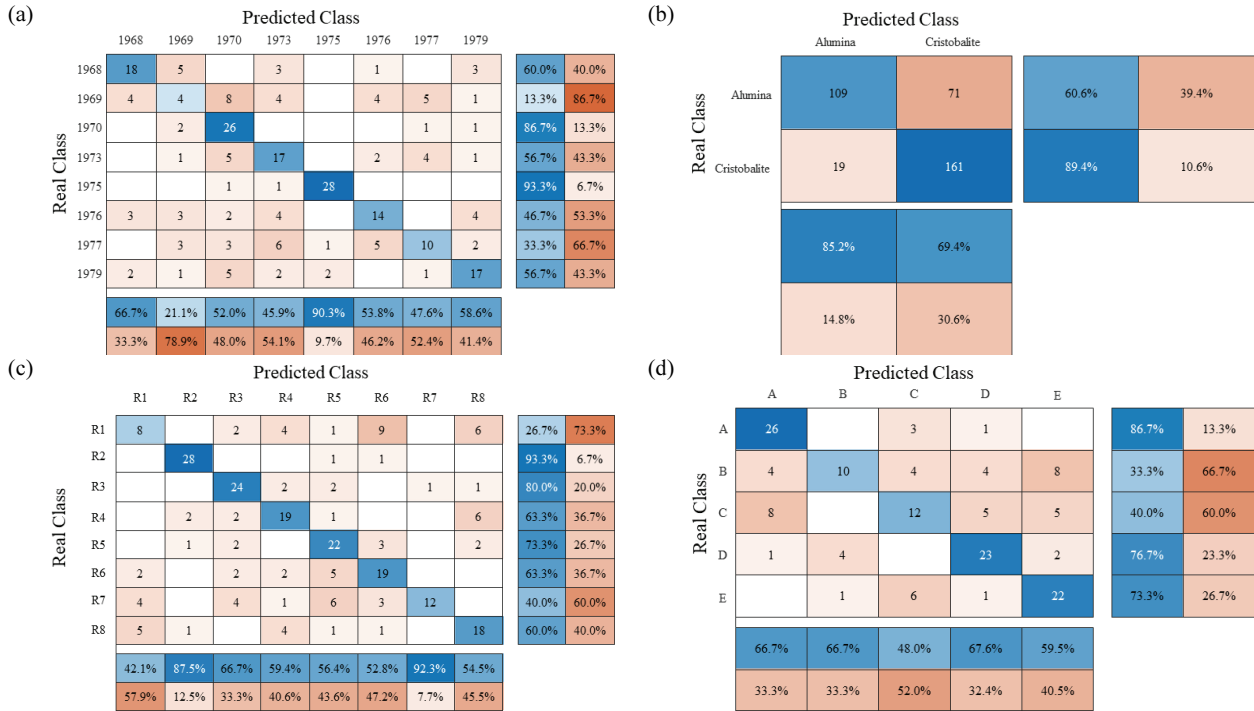 (a)
Predicted Class
1968 1969 1970 1973 1975 1976 1977 1979
Real Class
1968 18 5 3 1 3 60.0% 40.0%
1969 4 4 8 4 4 5 1 13.3% 86.7%
1970 2 26 1 1 86.7% 13.3%
1973 1 5 17 2 4 1 56.7% 43.3%
1975 1 1 28 93.3% 6.7%
1976 3 3 2 4 14 4 46.7% 53.3%
1977 3 3 6 1 5 10 2 33.3% 66.7%
1979 2 1 5 2 2 1 17 56.7% 43.3%
66.7% 21.1% 52.0% 45.9% 90.3% 53.8% 47.6% 58.6%
33.3% 78.9% 48.0% 54.1% 9.7% 46.2% 52.4% 41.4%
(b)
Predicted Class
Alumina Cristobalite
Real Class
Alumina 109 71 60.6% 39.4%
Cristobalite 19 161 89.4% 10.6%
85.2% 69.4%
14.8% 30.6%
(c)
Predicted Class
R1 R2 R3 R4 R5 R6 R7 R8
Real Class
R1 8 2 4 1 9 6 26.7% 73.3%
R2 28 1 1 93.3% 6.7%
R3 24 2 2 1 1 80.0% 20.0%
R4 2 2 19 1 6 63.3% 36.7%
R5 1 2 22 3 2 73.3% 26.7%
R6 2 2 2 5 19 63.3% 36.7%
R7 4 4 1 6 3 12 40.0% 60.0%
R8 5 1 4 1 1 18 60.0% 40.0%
42.1% 87.5% 66.7% 59.4% 56.4% 52.8% 92.3% 54.5%
57.9% 12.5% 33.3% 40.6% 43.6% 47.2% 7.7% 45.5%
(d)
Predicted Class
A B C D E
Real Class
A 26 3 1 86.7% 13.3%
B 4 10 4 4 8 33.3% 66.7%
C 8 12 5 5 40.0% 60.0%
D 1 4 23 2 76.7% 23.3%
E 1 6 1 22 73.3% 26.7%
66.7% 66.7% 48.0% 67.6% 59.5%
33.3% 33.3% 52.0% 32.4% 40.5%